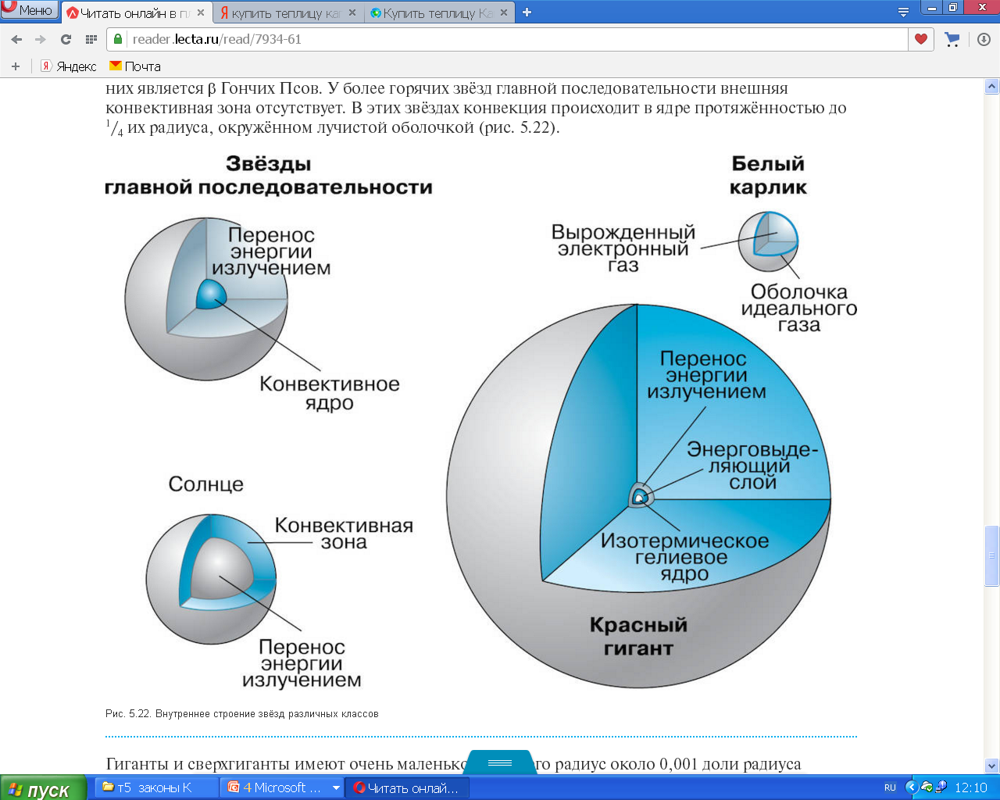 Меню
Читать онлайн в пл
купить теплицу кар
Купить теплицу Ка
reader.lecta.ru/read/7934-61
Яндекс
Почта
них является β Гончих Псов. У более горячих звёзд главной последовательности внешняя
конвективная зона отсутствует. В этих звёздах конвекция происходит в ядре протяжённостью до
1/4 их радиуса, окружённом лучистой оболочкой (рис. 5.22).
Звёзды
главной последовательности
Перенос
энергии
излучением
Конвективное
ядро
Белый
карлик
Вырожденный
электронный
газ
Оболочка
идеального
газа
Солнце
Конвективная
зона
Перенос
энергии
излучением
Перенос
энергии
излучением
Энерговыде-
ляющий
слой
Изотермическое
гелиевое
ядро
Красный
гигант
Рис. 5.22. Внутреннее строение звёзд различных классов
Гиганты и сверхгиганты имеют очень маленько го радиус около 0,001 доли радиуса
пуск
т5 законы К
4 Microsoft ...
Читать онлай...
RU
12:10